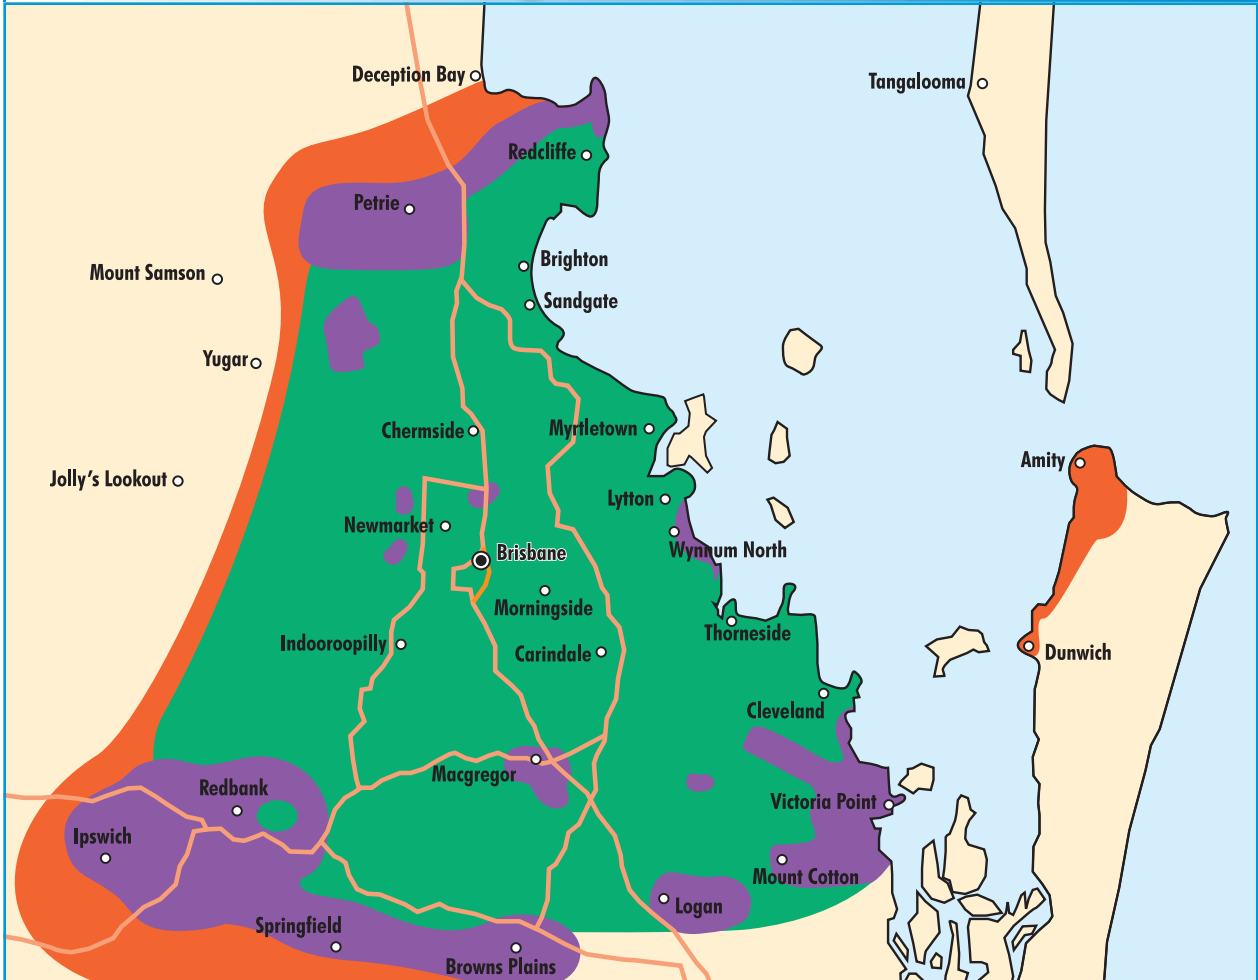 Deception Bay
Tangalooma
Redcliffe
Petrie
Brighton
Mount Samson
Sandgate
Yugar
Chermside
Myrtletown
Amity
Jolly's Lookout
Lytton
Newmarket
Wynnum North
Brisbane
Morningside
Thorneside
Indooroopilly
Carindale
Dunwich
Cleveland
Macgregor
Redbank
Victoria Point
Ipswich
Mount Cotton
Logan
Springfield
Browns Plains